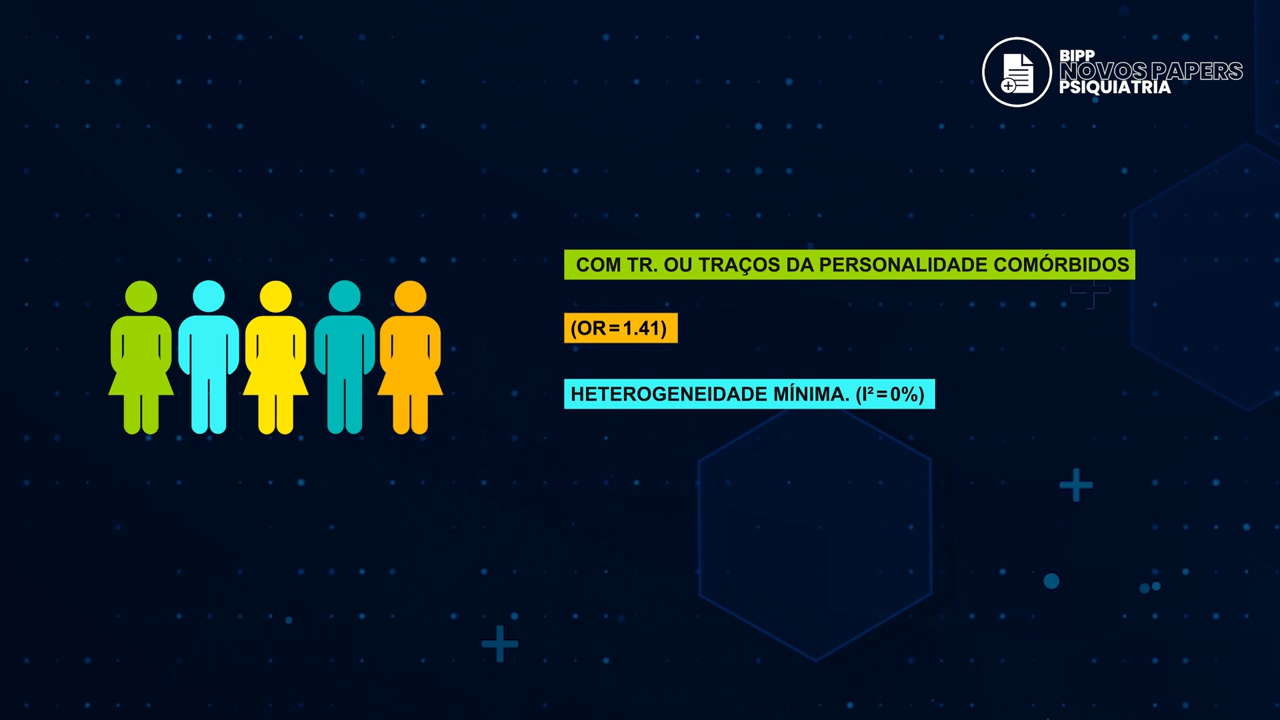 BIPP
NOVOS PAPERS
PSIQUIATRIA
COM TR. OU TRAÇOS DA PERSONALIDADE COMÓRBIDOS
(OR=1.41)
HETEROGENEIDADE MÍNIMA. (I²=0%)